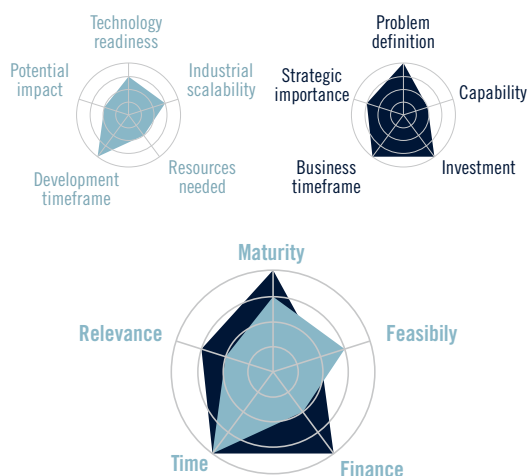 Technology
readiness
Potential
impact
Industrial
scalability
Development
timeframe
Resources
needed
Problem
definition
Strategic
importance
Capability
Business
timeframe
Investment
Maturity
Relevance
Feasibily
Time
Finance